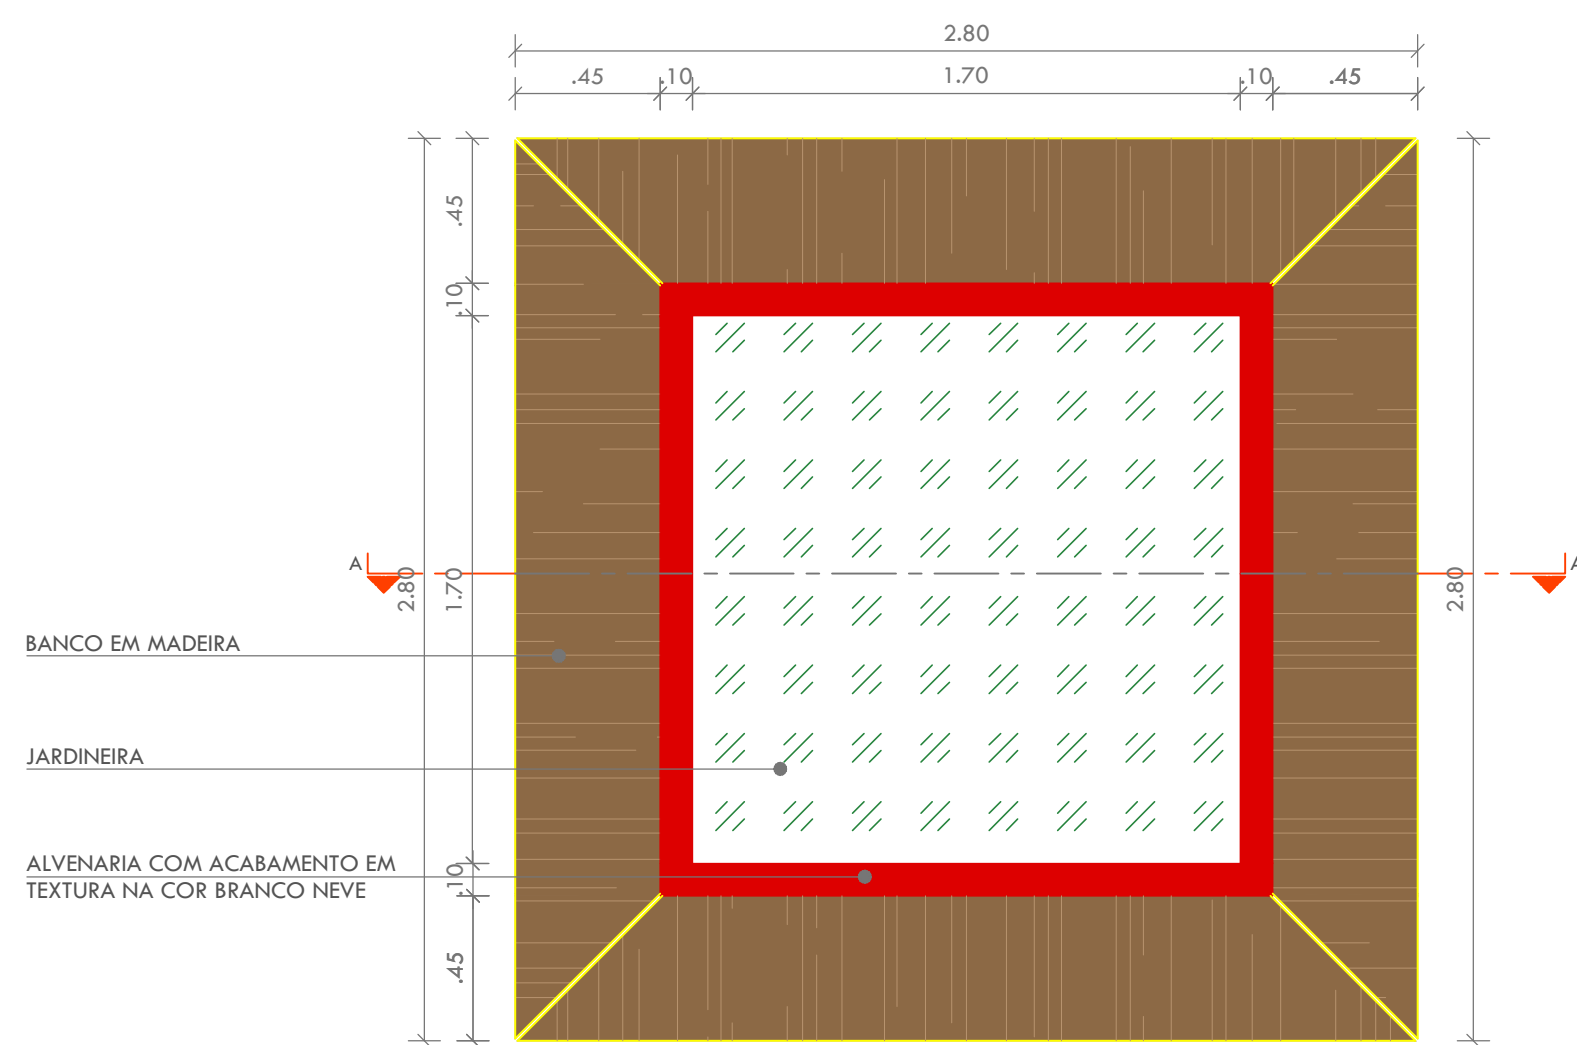 2.80
.45 .10 1.70 .10 .45
.45
.10
A
2.80
1.70
2.80
A
BANCO EM MADEIRA
JARDINEIRA
ALVENARIA COM ACABAMENTO EM
TEXTURA NA COR BRANCO NEVE
.10
.45